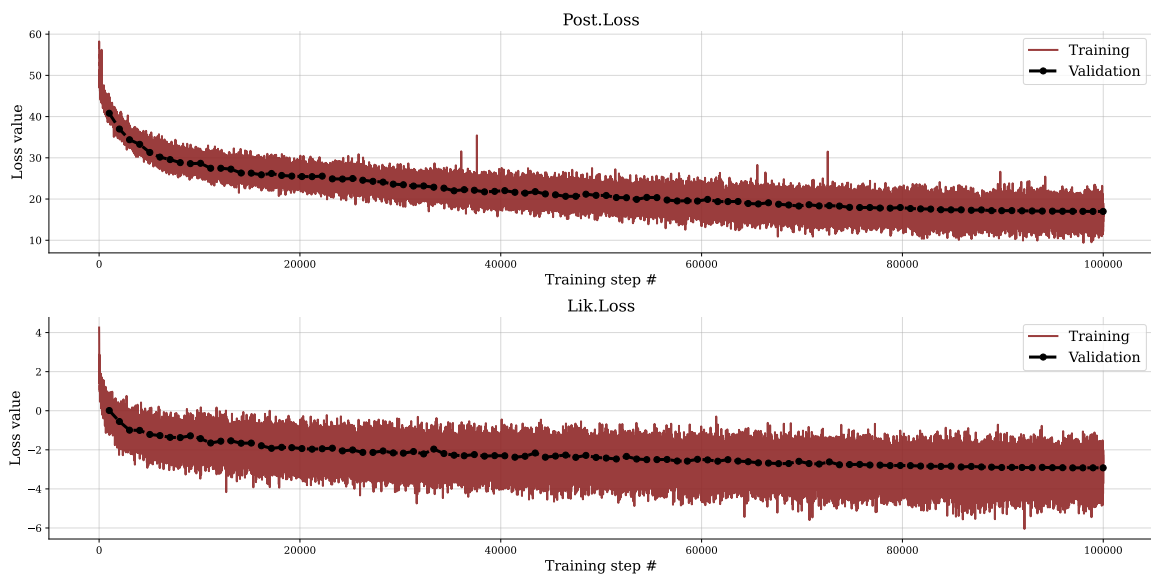 Post.Loss
60
50
40
30
20
10
Loss value
Training
Validation
0
20000
40000
60000
80000
100000
Training step #
Lik.Loss
4
2
0
−2
−4
−6
Loss value
Training
Validation
0
20000
40000
60000
80000
100000
Training step #